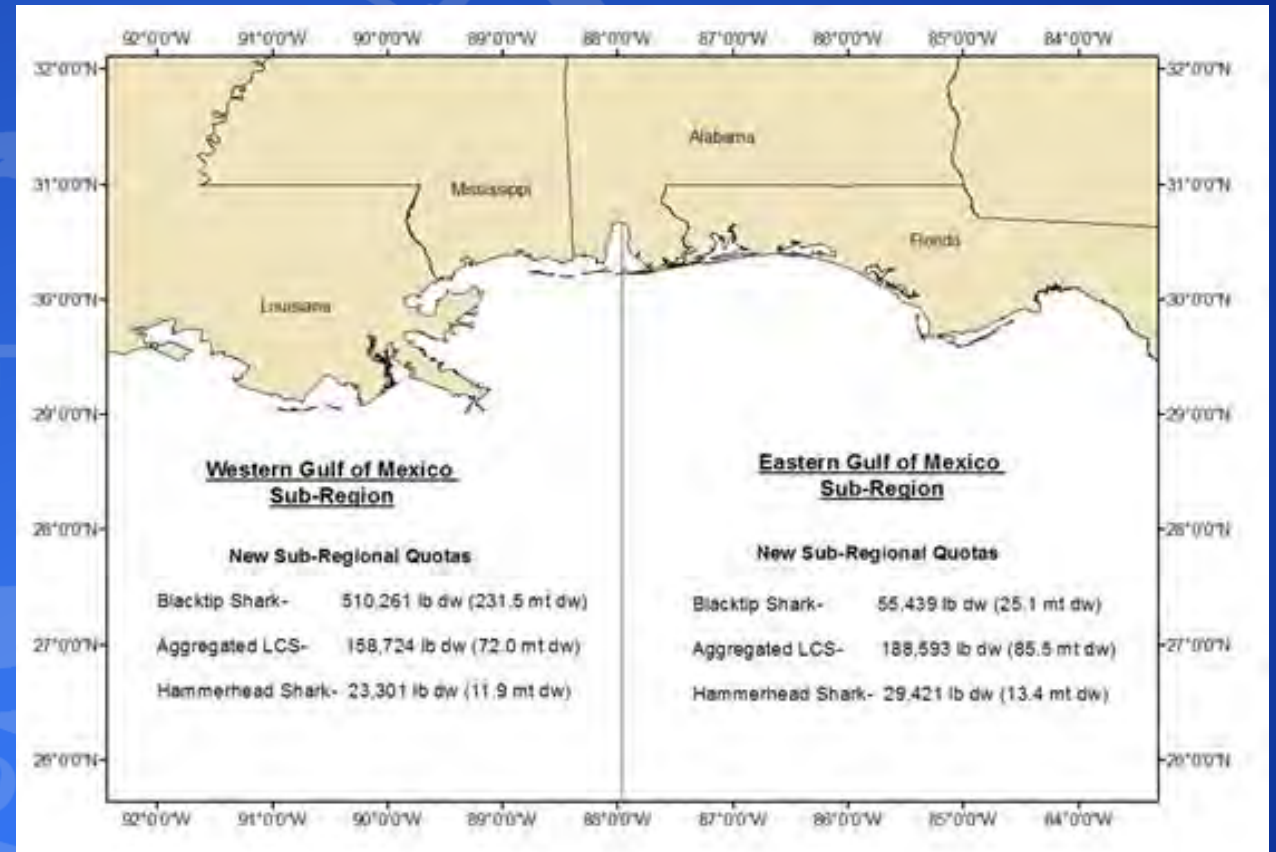 92°0'0"W 91°0'0"W 90°0'0"W 89°0'0"W 88°0'0"W 87°0'0"W 86°0'0"W 85°0'0"W 84°0'0"W
32°0'0"N 32°0'0"N
Alabama
31°0'0"N 31°0'0"N
Mississippi
Florida
30°0'0"N 30°0'0"N
Louisiana
29°0'0"N 29°0'0"N
Western Gulf of Mexico
Sub-Region
New Sub-Regional Quotas
Blacktip Shark- 510,261 lb dw (231.5 mt dw)
Aggregated LCS- 158,724 lb dw (72.0 mt dw)
Hammerhead Shark- 23,301 lb dw (11.9 mt dw)
Eastern Gulf of Mexico
Sub-Region
New Sub-Regional Quotas
Blacktip Shark- 55,439 lb dw (25.1 mt dw)
Aggregated LCS- 188,593 lb dw (85.5 mt dw)
Hammerhead Shark- 29,421 lb dw (13.4 mt dw)
28°0'0"N 28°0'0"N
27°0'0"N 27°0'0"N
26°0'0"N 26°0'0"N
92°0'0"W 91°0'0"W 90°0'0"W 89°0'0"W 88°0'0"W 87°0'0"W 86°0'0"W 85°0'0"W 84°0'0"W